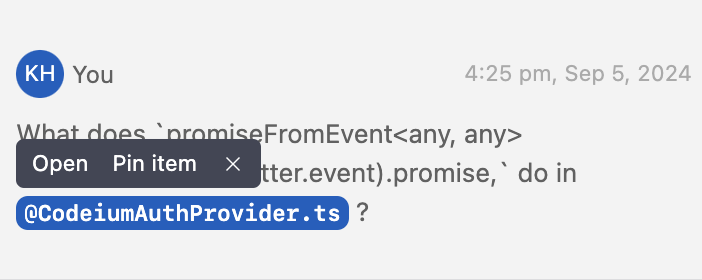 KH You 4:25 pm, Sep 5, 2024
What does `promiseFromEvent<any, any>
Open Pin item × tter.event).promise,` do in
@CodeiumAuthProvider.ts ?